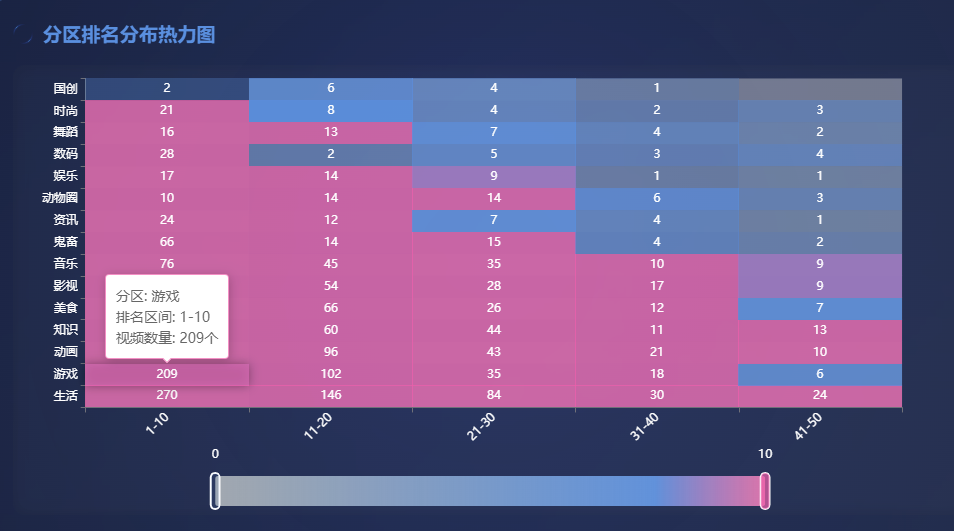 分区排名分布热力图
国创 2 6 4 1
时尚 21 8 4 2 3
舞蹈 16 13 7 4 2
数码 28 2 5 3 4
娱乐 17 14 9 1 1
动物圈 10 14 14 6 3
资讯 24 12 7 4 1
鬼畜 66 14 15 4 2
音乐 76 45 35 10 9
影视 54 28 17 9
美食 66 26 12 7
知识 60 44 11 13
动画 96 43 21 10
分区: 游戏
排名区间: 1-10
视频数量: 209个
游戏 209 102 35 18 6
生活 270 146 84 30 24
1-10 11-20 21-30 31-40 41-50
0 10